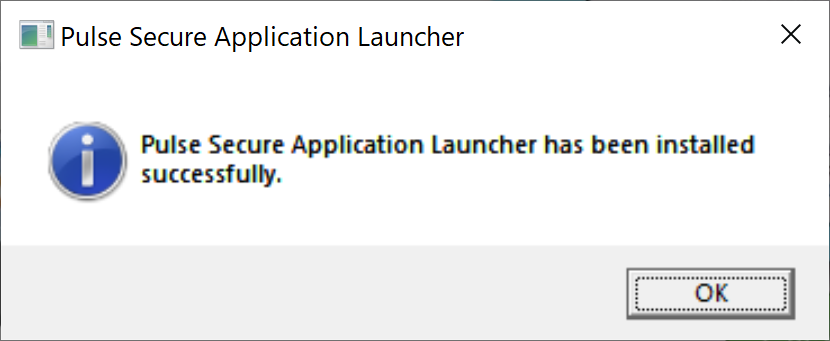 Pulse Secure Application Launcher
Pulse Secure Application Launcher has been installed
successfully.
OK